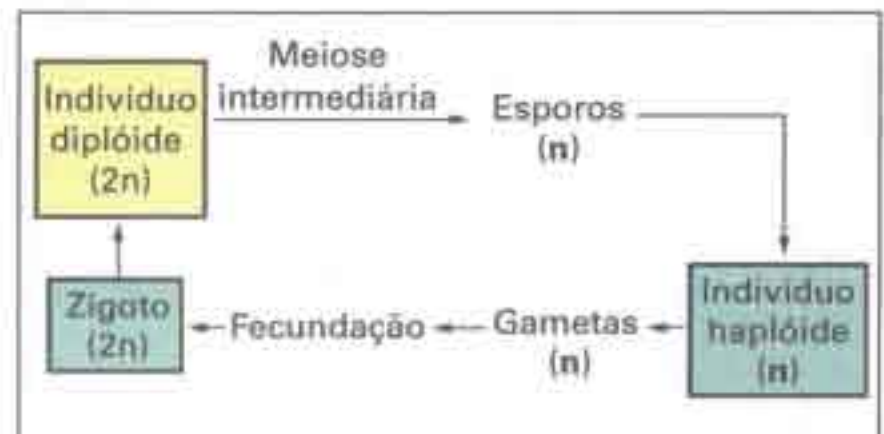 Indivíduo
diplóide
(2n)
Meiose
intermediária
Esporos
(n)
Indivíduo
haplóide
(n)
Gametas
(n)
Fecundação
Zigoto
(2n)